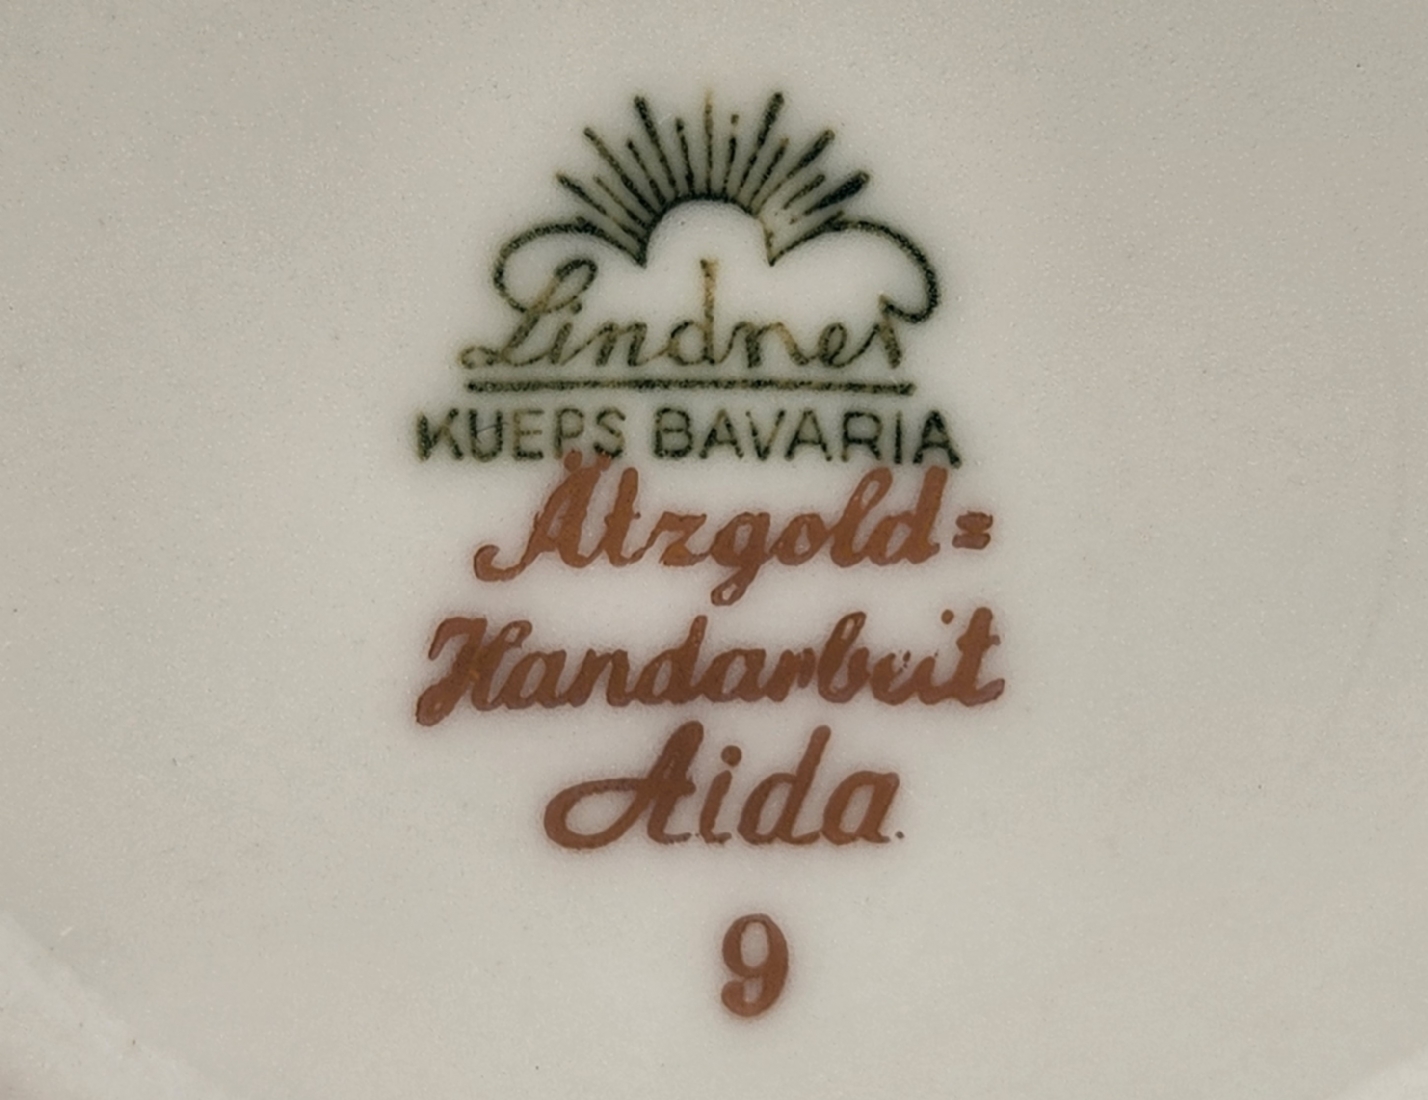 Lindner
KUEPS BAVARIA
Ätzgold=
Handarbeit
Aida.
9